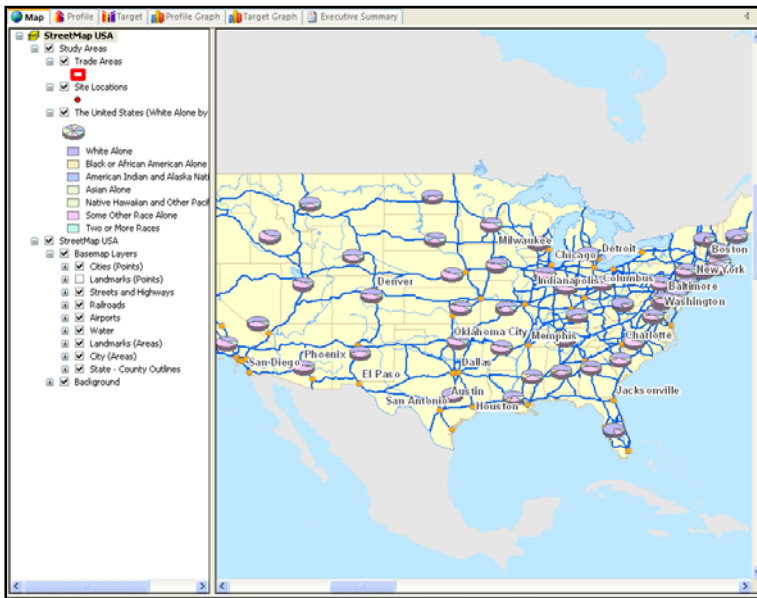 Map
Profile
Target
Profile Graph
Target Graph
Executive Summary
StreetMap USA
Study Areas
Trade Areas
Site Locations
The United States (White Alone by
White Alone
Black or African American Alone
American Indian and Alaska Nati
Asian Alone
Native Hawaiian and Other Pacif
Some Other Race Alone
Two or More Races
StreetMap USA
Basemap Layers
Cities (Points)
Landmarks (Points)
Streets and Highways
Railroads
Airports
Water
Landmarks (Areas)
City (Areas)
State - County Outlines
Background
Milwaukee
Detroit
Boston
Chicago
New York
Denver
Indianapolis
Columbus
Baltimore
Washington
Oklahoma City
Memphis
Charlotte
San Diego
Phoenix
Dallas
El Paso
Austin
Jacksonville
San Antonio
Houston